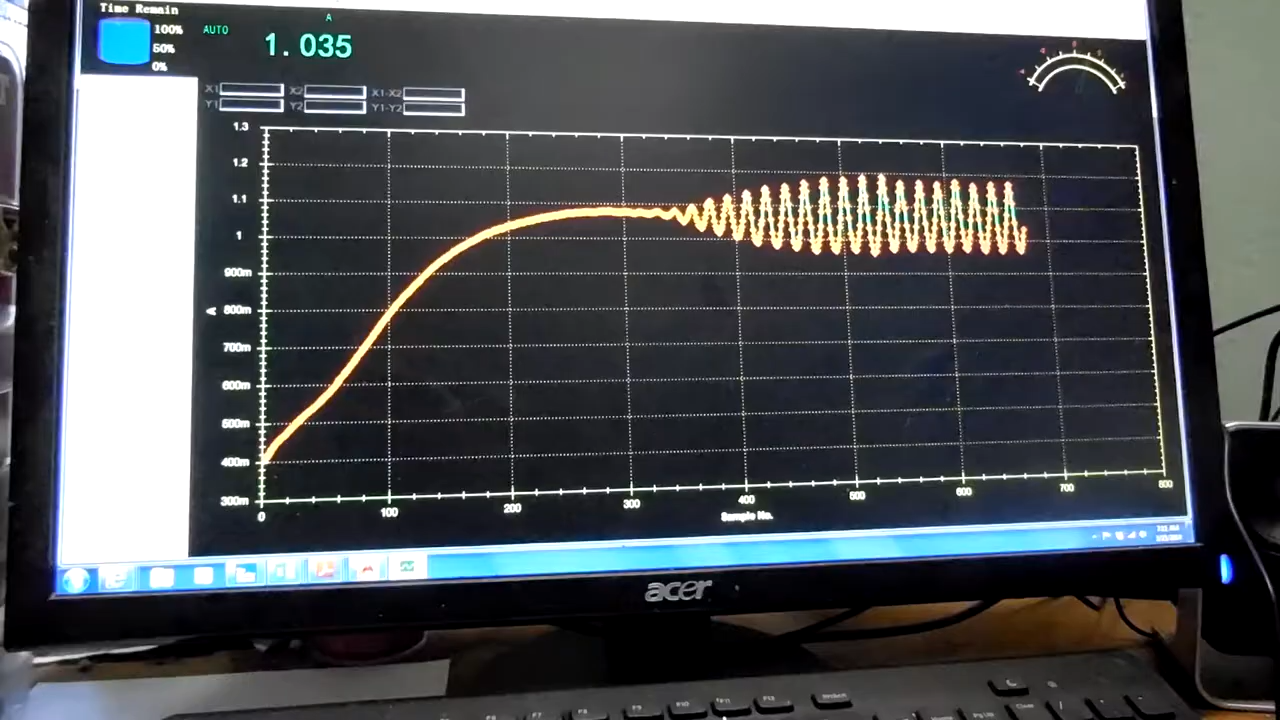 Time Remain
100%
50%
0%
AUTO
A
1.035
X1
X2
X1-X2
Y1
Y2
Y1-Y2
1.3
1.2
1.1
1
900m
800m
700m
600m
500m
400m
300m
A
0
100
200
300
400
500
600
700
800
Sample No.
acer